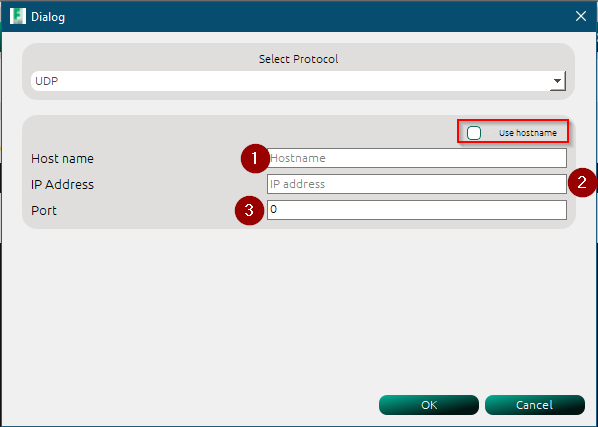 Dialog
Select Protocol
UDP
Use hostname
Host name 1 Hostname
IP Address IP address 2
Port 3 0
OK Cancel